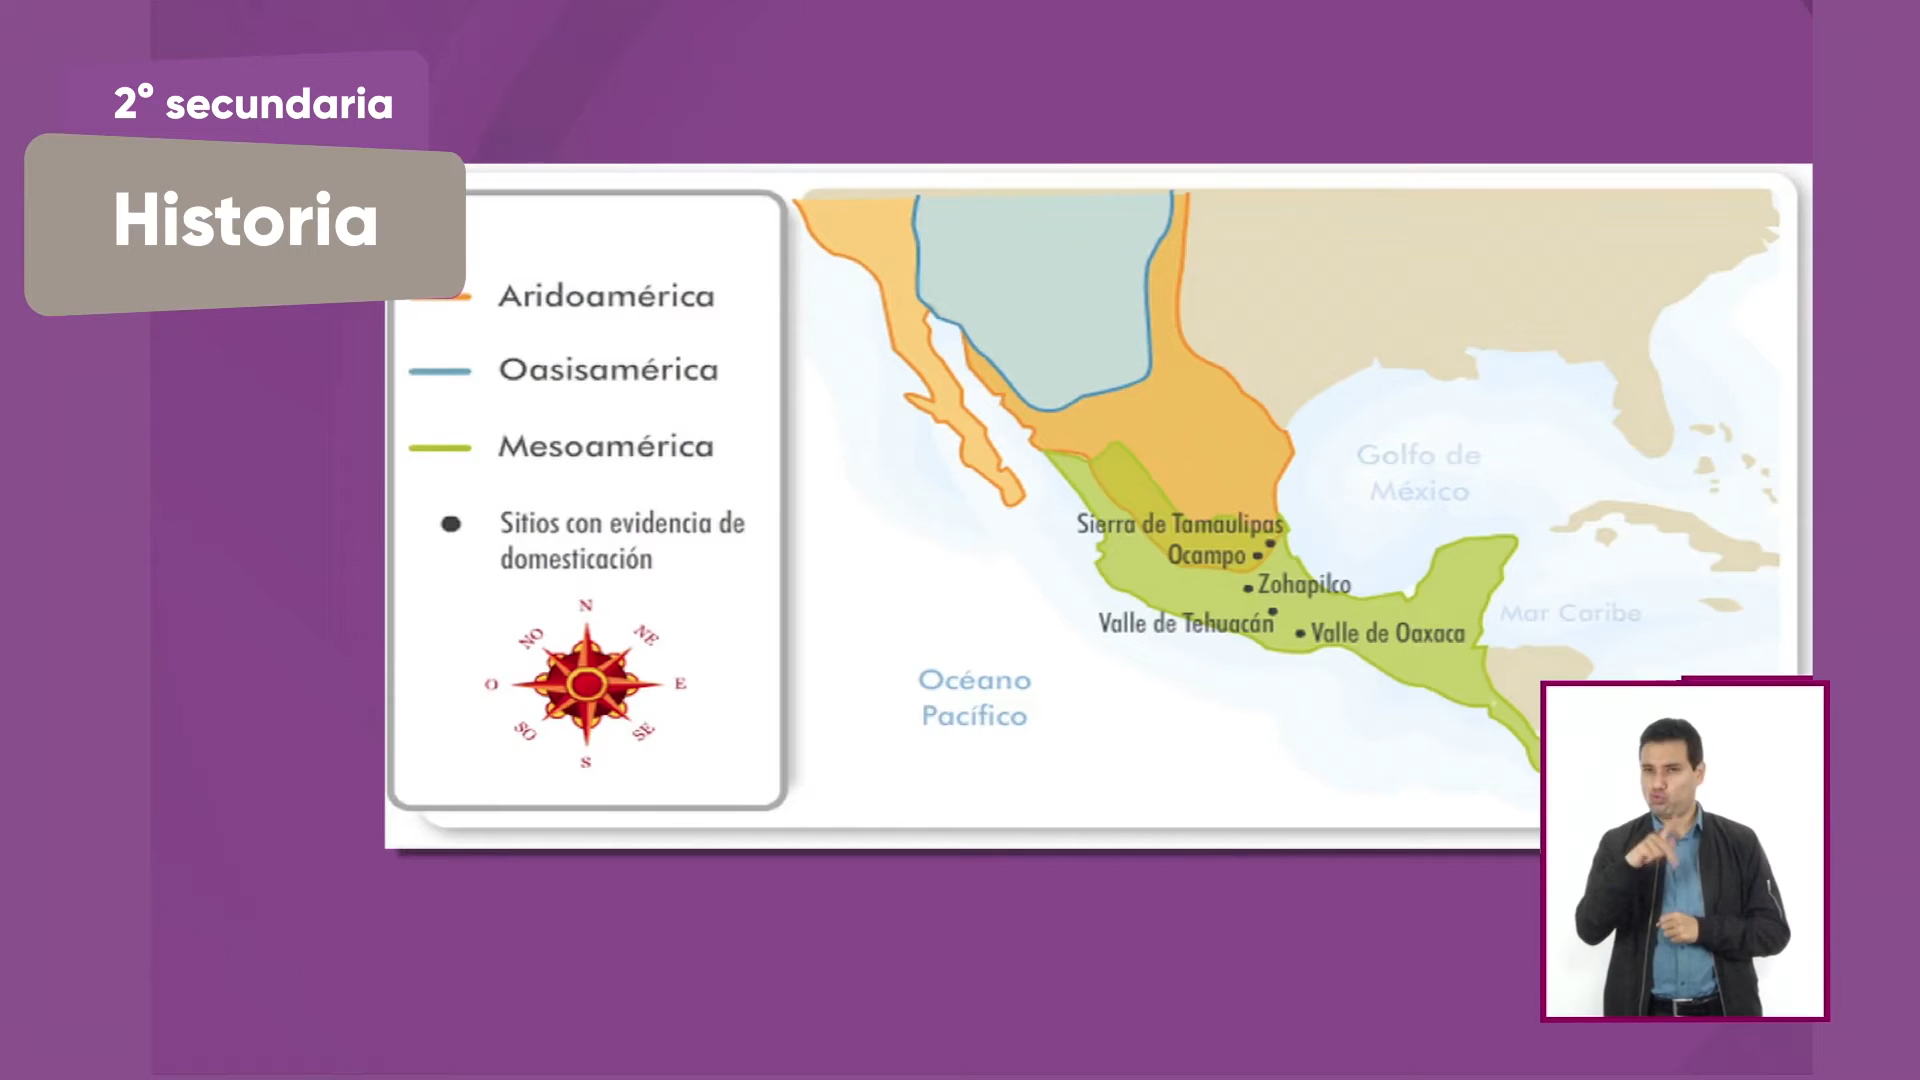 2° secundaria
Historia
Aridoamérica
Oasisamérica
Mesoamérica
Sitios con evidencia de
domesticación
N
NO
NE
O
E
SO
SE
S
Golfo de
México
Sierra de Tamaulipas
Ocampo
Zohapilco
Valle de Tehuacán
Valle de Oaxaca
Mar Caribe
Océano
Pacífico